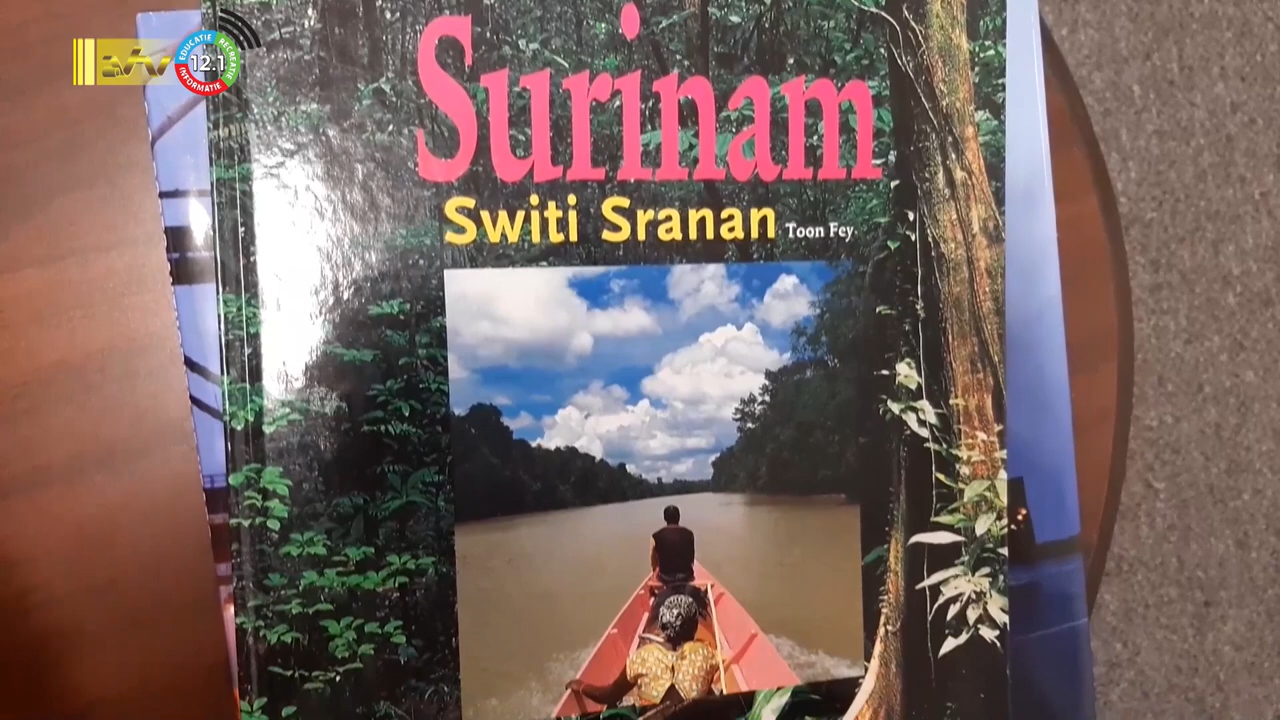 EDUCATIE
RECREATIE
INFORMATIE
12.1
Surinam
Switi Sranan
Toon Fey